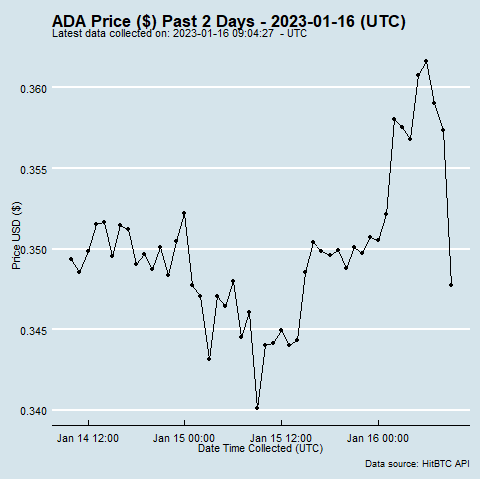 ADA Price ($) Past 2 Days - 2023-01-16 (UTC)
Latest data collected on: 2023-01-16 09:04:27 - UTC
0.360
0.355
0.350
0.345
0.340
Price USD ($)
Jan 14 12:00 Jan 15 00:00 Jan 15 12:00 Jan 16 00:00
Date Time Collected (UTC)
Data source: HitBTC API